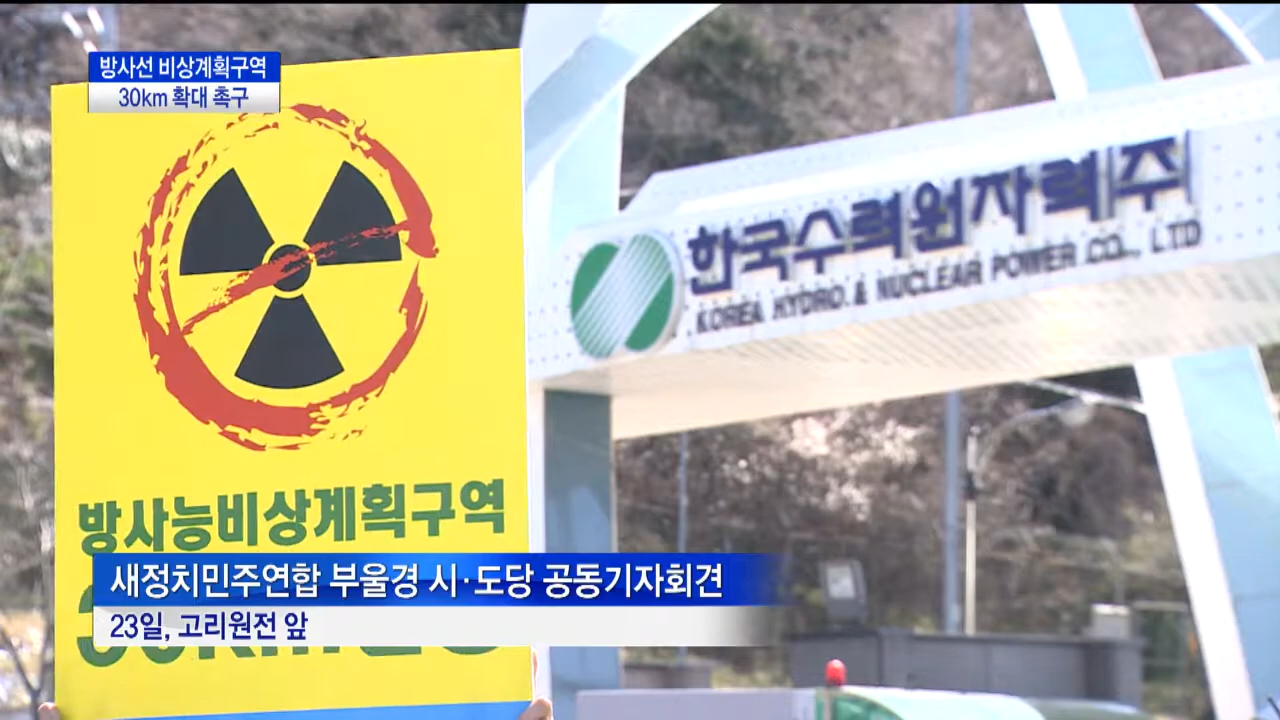 방사선 비상계획구역
30km 확대 촉구
한국수력원자력(주)
KOREA HYDRO & NUCLEAR POWER CO., LTD
방사능비상계획구역
새정치민주연합 부울경 시·도당 공동기자회견
23일, 고리원전 앞